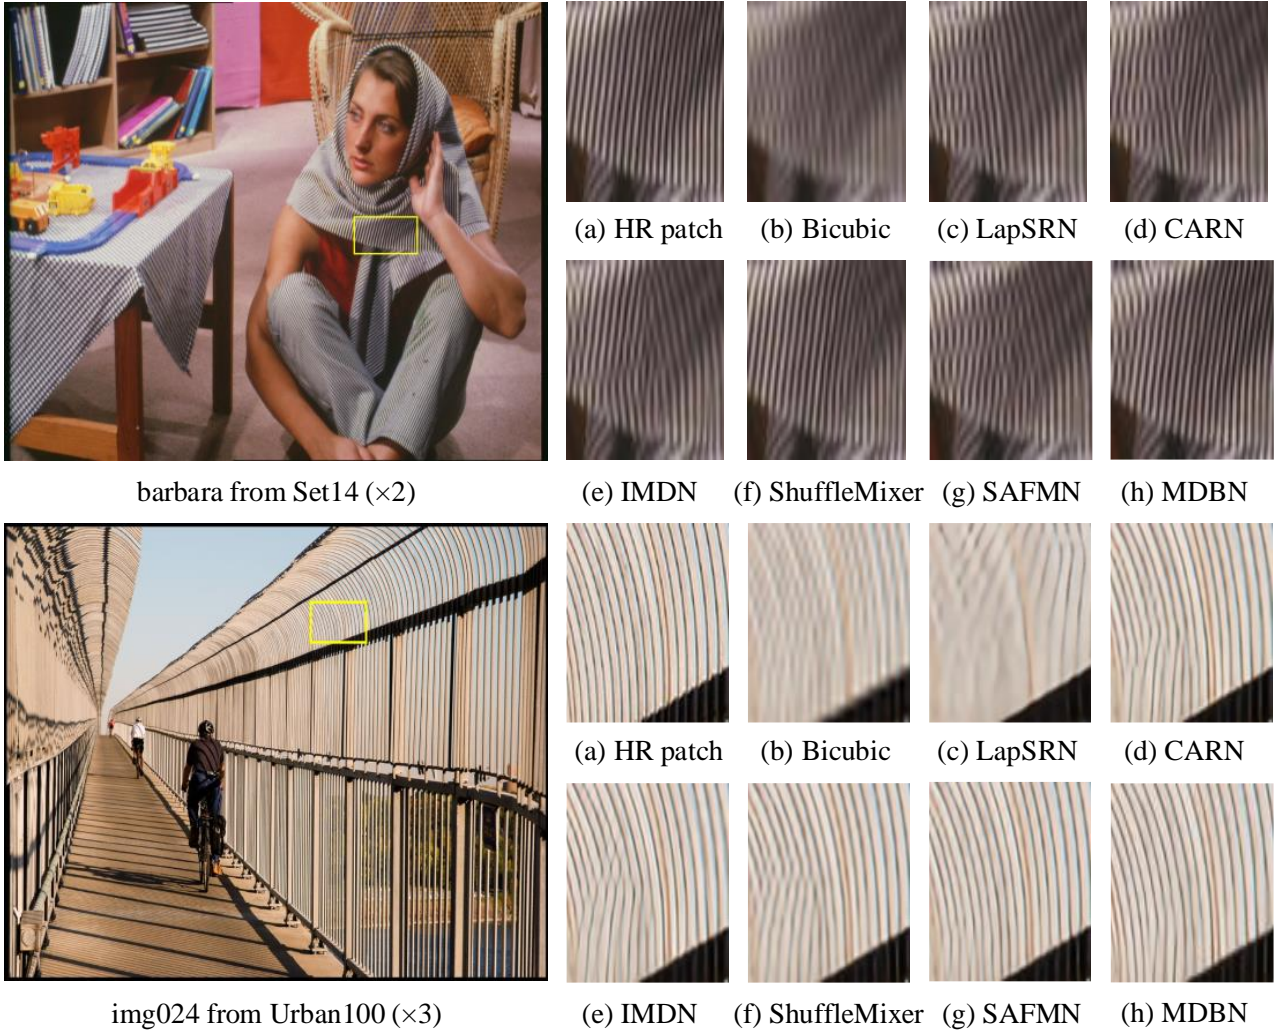 (a) HR patch (b) Bicubic (c) LapSRN (d) CARN
barbara from Set14 (×2) (e) IMDN (f) ShuffleMixer (g) SAFMN (h) MDBN
(a) HR patch (b) Bicubic (c) LapSRN (d) CARN
img024 from Urban100 (×3) (e) IMDN (f) ShuffleMixer (g) SAFMN (h) MDBN